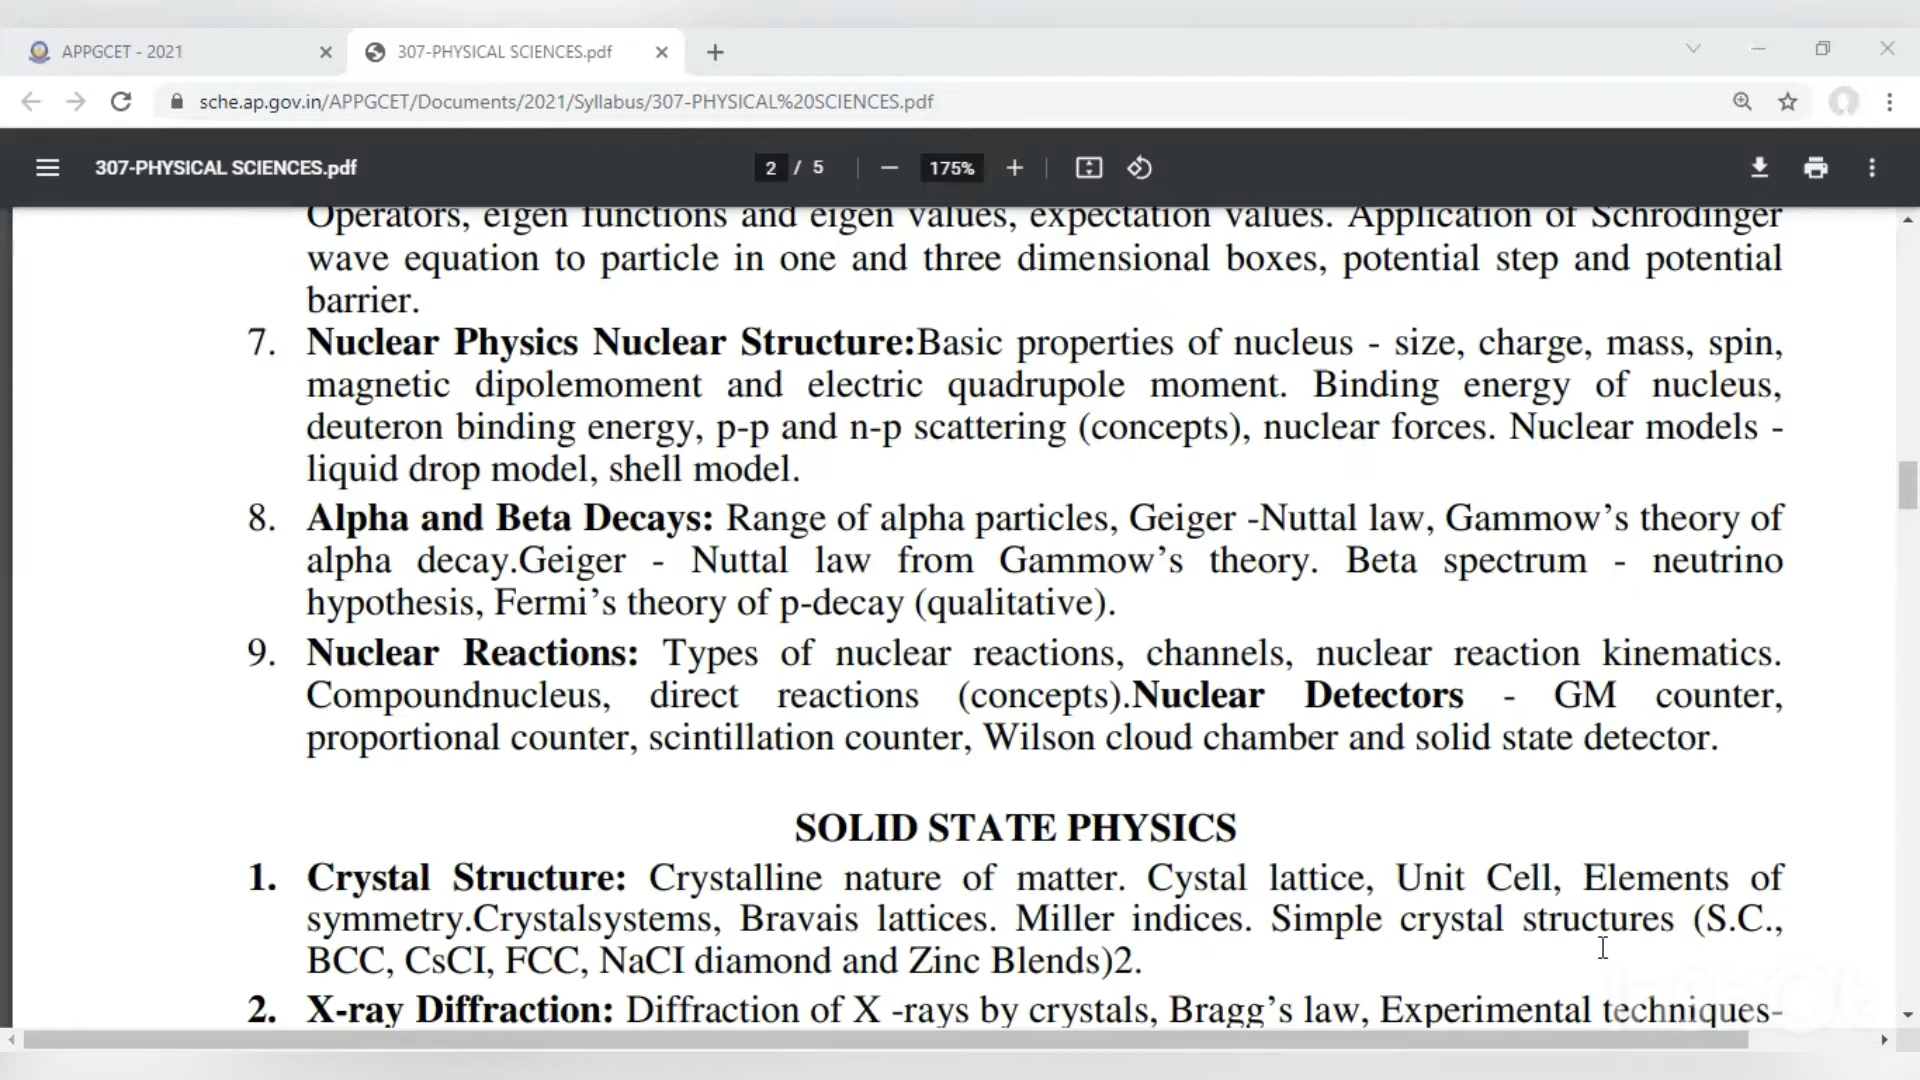 APPGCET - 2021
307-PHYSICAL SCIENCES.pdf
sche.ap.gov.in/APPGCET/Documents/2021/Syllabus/307-PHYSICAL%20SCIENCES.pdf
307-PHYSICAL SCIENCES.pdf
2 / 5
175%
Operators, eigen functions and eigen values, expectation values. Application of Schrodinger
wave equation to particle in one and three dimensional boxes, potential step and potential
barrier.
7. Nuclear Physics Nuclear Structure:Basic properties of nucleus - size, charge, mass, spin,
magnetic dipolemoment and electric quadrupole moment. Binding energy of nucleus,
deuteron binding energy, p-p and n-p scattering (concepts), nuclear forces. Nuclear models -
liquid drop model, shell model.
8. Alpha and Beta Decays: Range of alpha particles, Geiger -Nuttal law, Gammow’s theory of
alpha decay.Geiger - Nuttal law from Gammow’s theory. Beta spectrum - neutrino
hypothesis, Fermi’s theory of p-decay (qualitative).
9. Nuclear Reactions: Types of nuclear reactions, channels, nuclear reaction kinematics.
Compoundnucleus, direct reactions (concepts).Nuclear Detectors - GM counter,
proportional counter, scintillation counter, Wilson cloud chamber and solid state detector.
SOLID STATE PHYSICS
1. Crystal Structure: Crystalline nature of matter. Cystal lattice, Unit Cell, Elements of
symmetry.Crystalsystems, Bravais lattices. Miller indices. Simple crystal structures (S.C.,
BCC, CsCI, FCC, NaCI diamond and Zinc Blends)2.
2. X-ray Diffraction: Diffraction of X -rays by crystals, Bragg’s law, Experimental techniques-